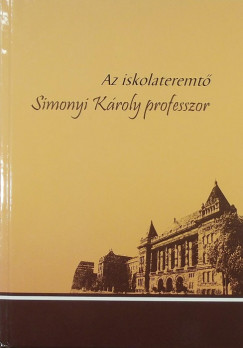 Az iskolateremtő
Simonyi Károly professzor